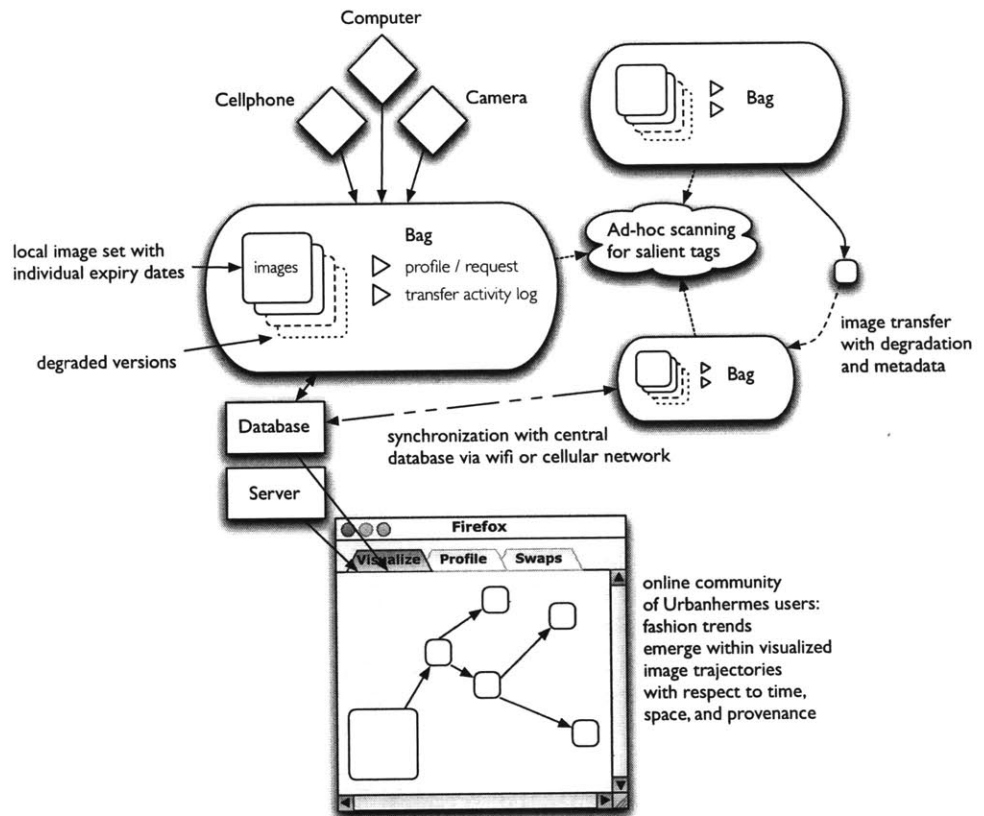 Computer
Cellphone
Camera
Bag
Bag
profile / request
transfer activity log
images
local image set with
individual expiry dates
degraded versions
Ad-hoc scanning
for salient tags
image transfer
with degradation
and metadata
Bag
Database
synchronization with central
database via wifi or cellular network
Server
Firefox
Visualize
Profile
Swaps
online community
of Urbanhermes users:
fashion trends
emerge within visualized
image trajectories
with respect to time,
space, and provenance